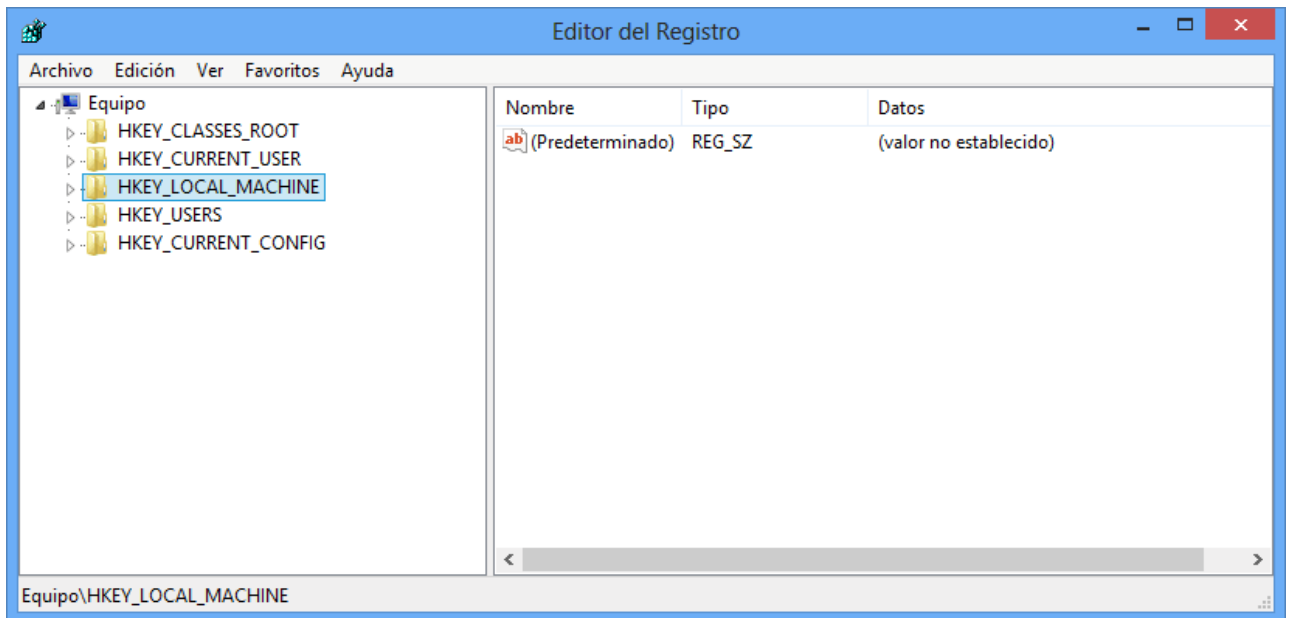 Editor del Registro
Archivo Edición Ver Favoritos Ayuda
Equipo
HKEY_CLASSES_ROOT
HKEY_CURRENT_USER
HKEY_LOCAL_MACHINE
HKEY_USERS
HKEY_CURRENT_CONFIG
Nombre Tipo Datos
ab (Predeterminado) REG_SZ (valor no establecido)
Equipo\HKEY_LOCAL_MACHINE